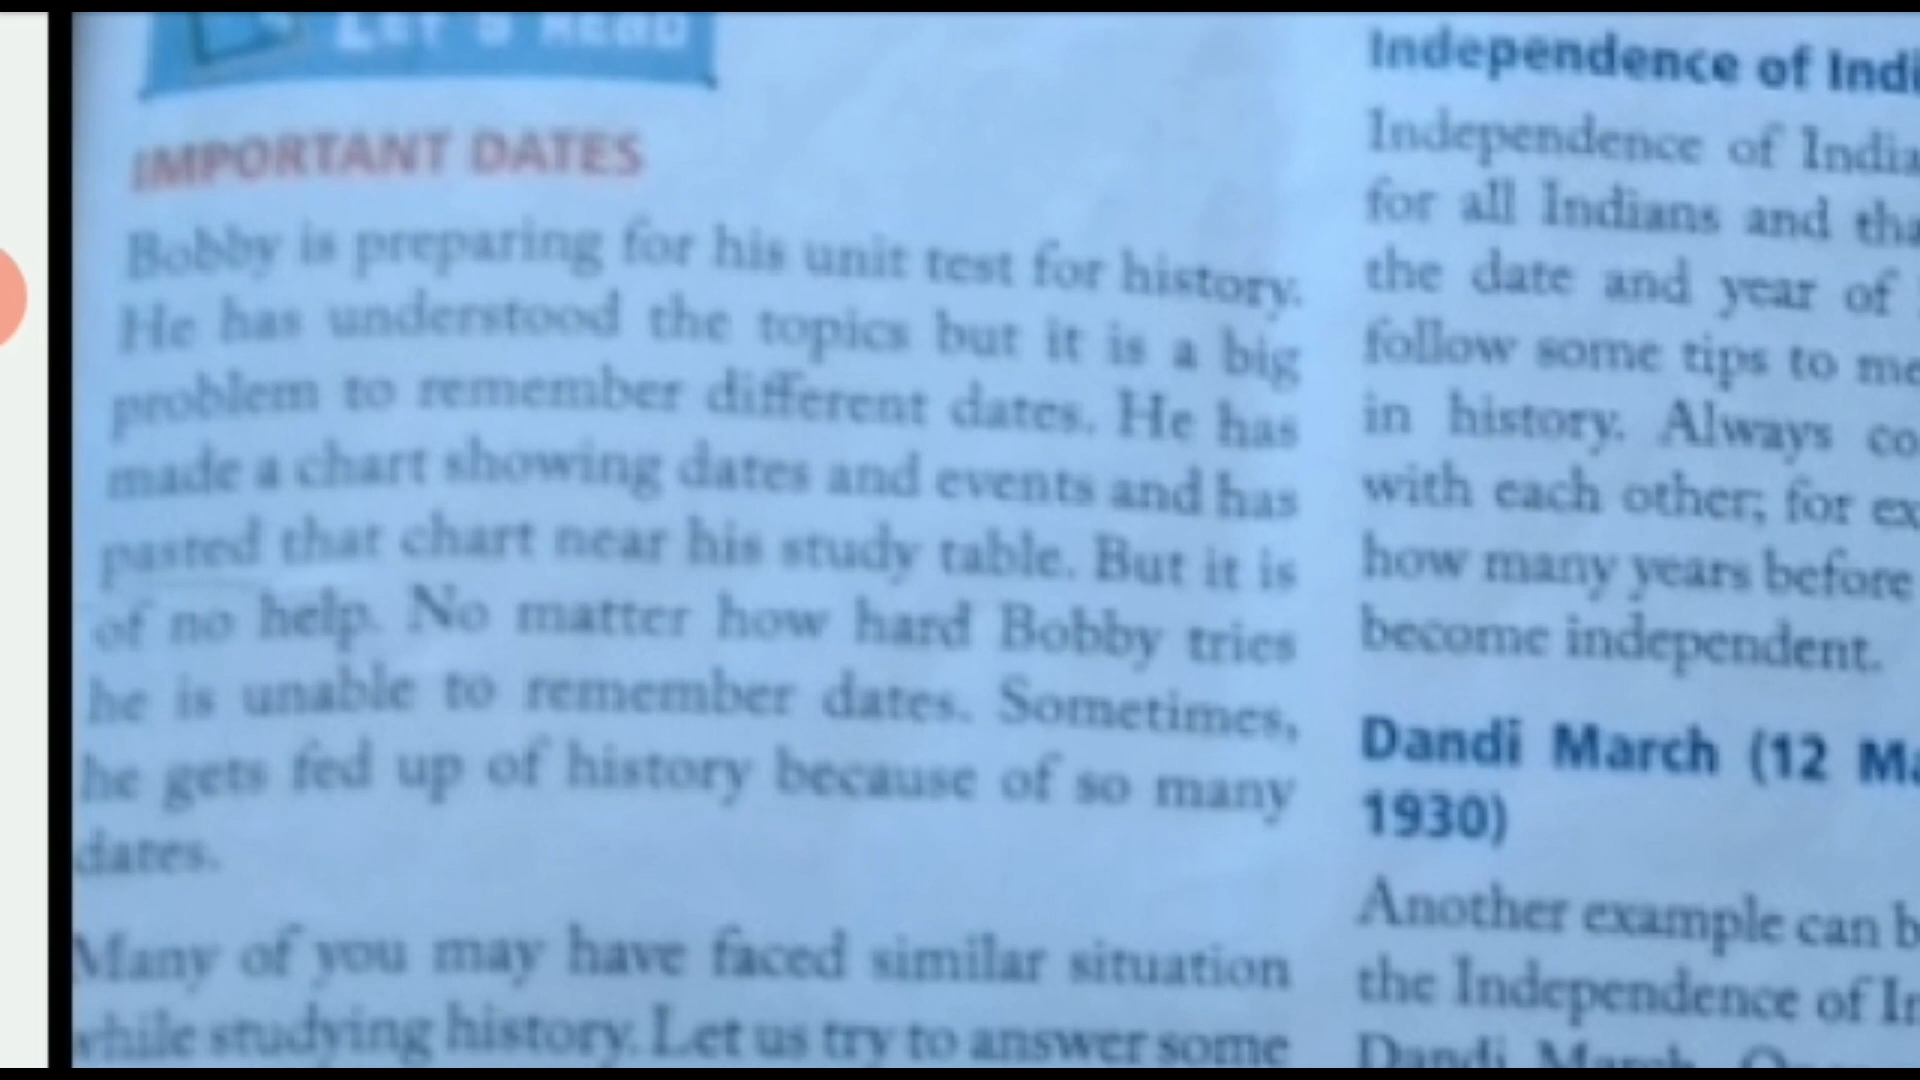 LET'S READ
IMPORTANT DATES
Bobby is preparing for his unit test for history.
He has understood the topics but it is a big
problem to remember different dates. He has
made a chart showing dates and events and has
pasted that chart near his study table. But it is
of no help. No matter how hard Bobby tries
he is unable to remember dates. Sometimes,
he gets fed up of history because of so many
dates.
Many of you may have faced similar situation
while studying history. Let us try to answer some
Independence of Indi
Independence of India
for all Indians and tha
the date and year of
follow some tips to me
in history. Always co
with each other; for ex
how many years before
become independent.
Dandi March (12 Ma
1930)
Another example can b
the Independence of In
Dandi March.